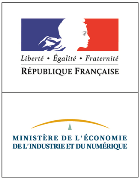 Liberté • Égalité • Fraternité
RÉPUBLIQUE FRANÇAISE
MINISTÈRE DE L'ÉCONOMIE
DE L'INDUSTRIE ET DU NUMÉRIQUE